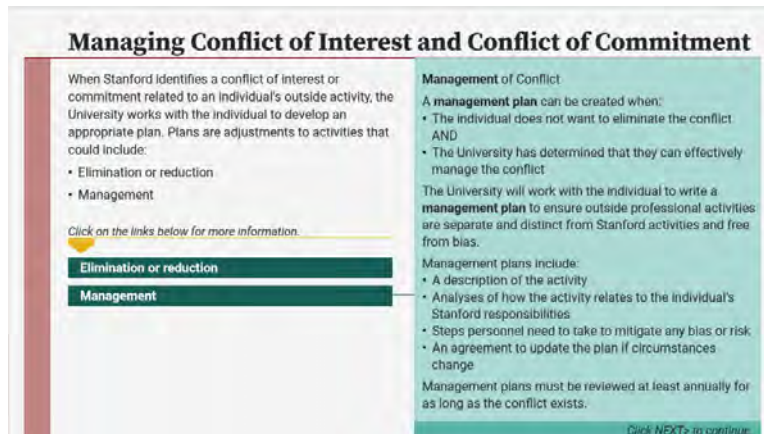 Managing Conflict of Interest and Conflict of Commitment
When Stanford identifies a conflict of interest or
commitment related to an individual's outside activity, the
University works with the individual to develop an
appropriate plan. Plans are adjustments to activities that
could include:
• Elimination or reduction
• Management
Click on the links below for more information.
Elimination or reduction
Management
Management of Conflict
A management plan can be created when:
• The individual does not want to eliminate the conflict
AND
• The University has determined that they can effectively
manage the conflict
The University will work with the individual to write a
management plan to ensure outside professional activities
are separate and distinct from Stanford activities and free
from bias.
Management plans include:
• A description of the activity
• Analyses of how the activity relates to the individual's
Stanford responsibilities
• Steps personnel need to take to mitigate any bias or risk
• An agreement to update the plan if circumstances
change
Management plans must be reviewed at least annually for
as long as the conflict exists.
Click NEXT> to continue